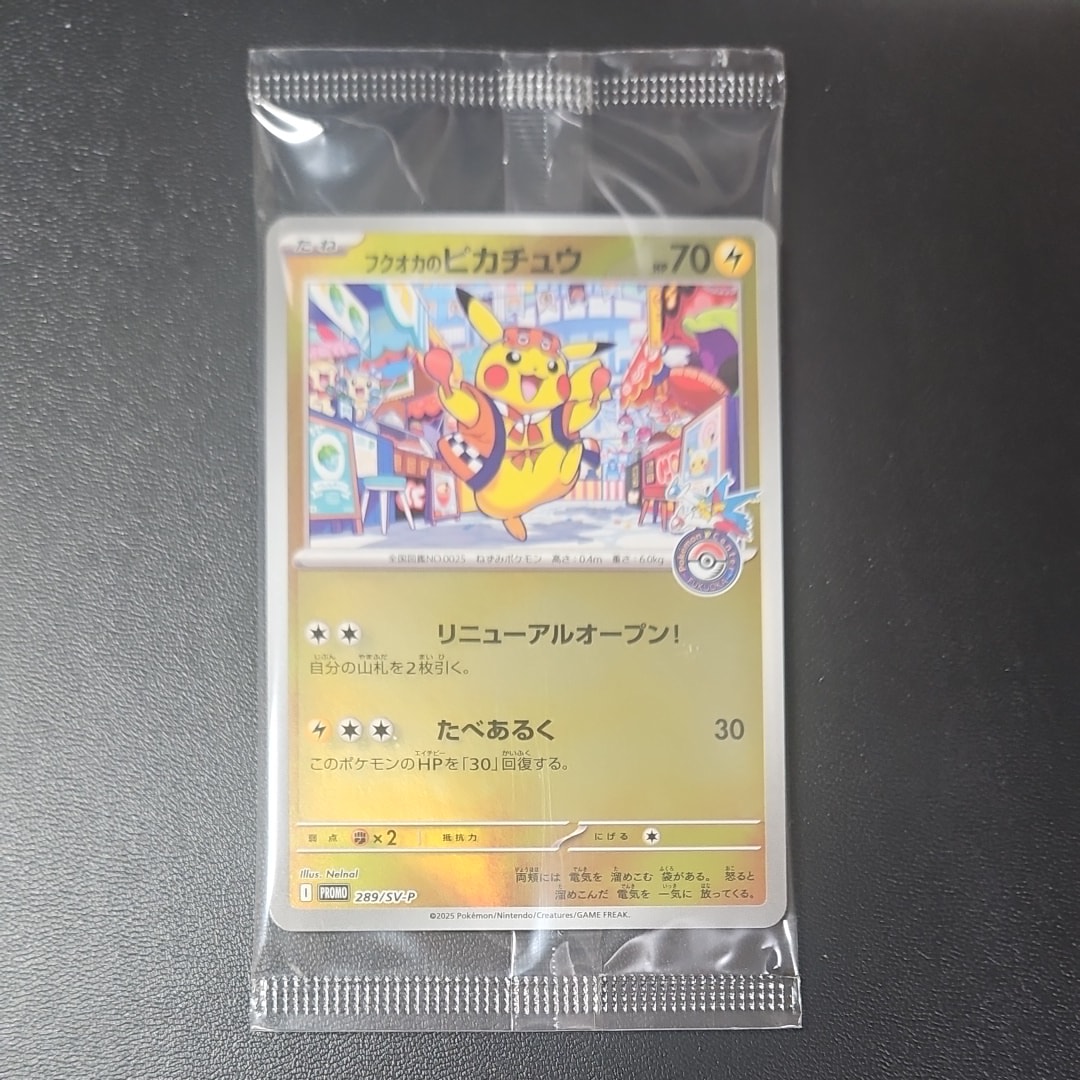 たね
フクオカのピカチュウ HP 70
全国図鑑NO.0025 ねずみポケモン 高さ:0.4m 重さ:6.0kg
Pokémon Center
FUKUOKA
リニューアルオープン!
自分の山札を2枚引く。
たべあるく 30
このポケモンのHPを「30」回復する。
弱点 ×2 抵抗力 にげる
Illus. Nelnal
両頬には 電気を 溜めこむ 袋がある。 怒ると
溜めこんだ 電気を 一気に 放ってくる。
I PROMO 289/SV-P
©2025 Pokémon/Nintendo/Creatures/GAME FREAK.